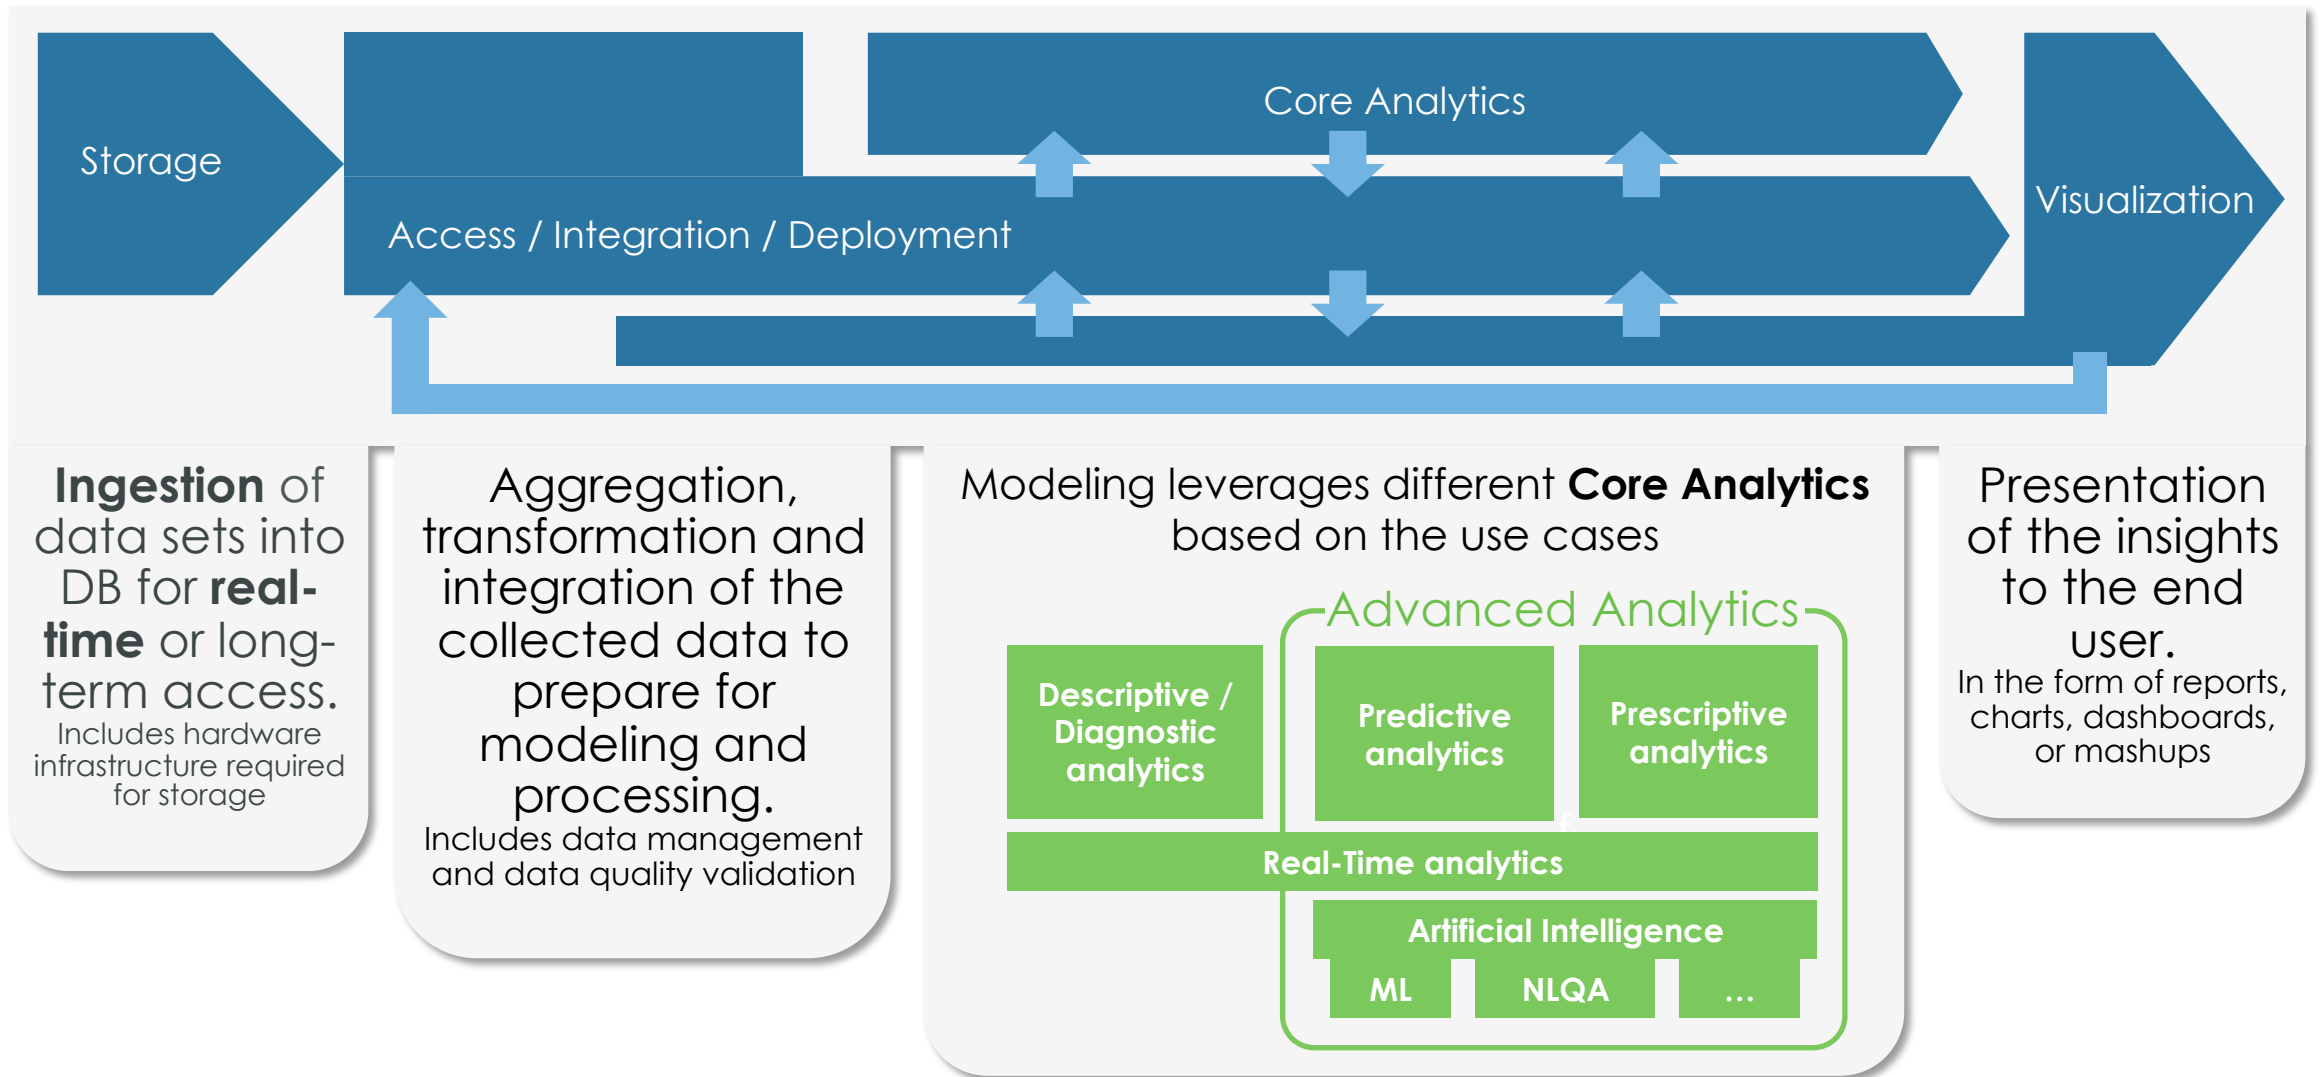 Storage
Core Analytics
Access / Integration / Deployment
Visualization
Ingestion of
data sets into
DB for real-
time or long-
term access.
Includes hardware
infrastructure required
for storage
Aggregation,
transformation and
integration of the
collected data to
prepare for
modeling and
processing.
Includes data management
and data quality validation
Modeling leverages different Core Analytics
based on the use cases
Advanced Analytics
Descriptive /
Diagnostic
analytics
Predictive
analytics
Prescriptive
analytics
f
Real-Time analytics
Artificial Intelligence
ML
NLQA
...
Presentation
of the insights
to the end
user.
In the form of reports,
charts, dashboards,
or mashups